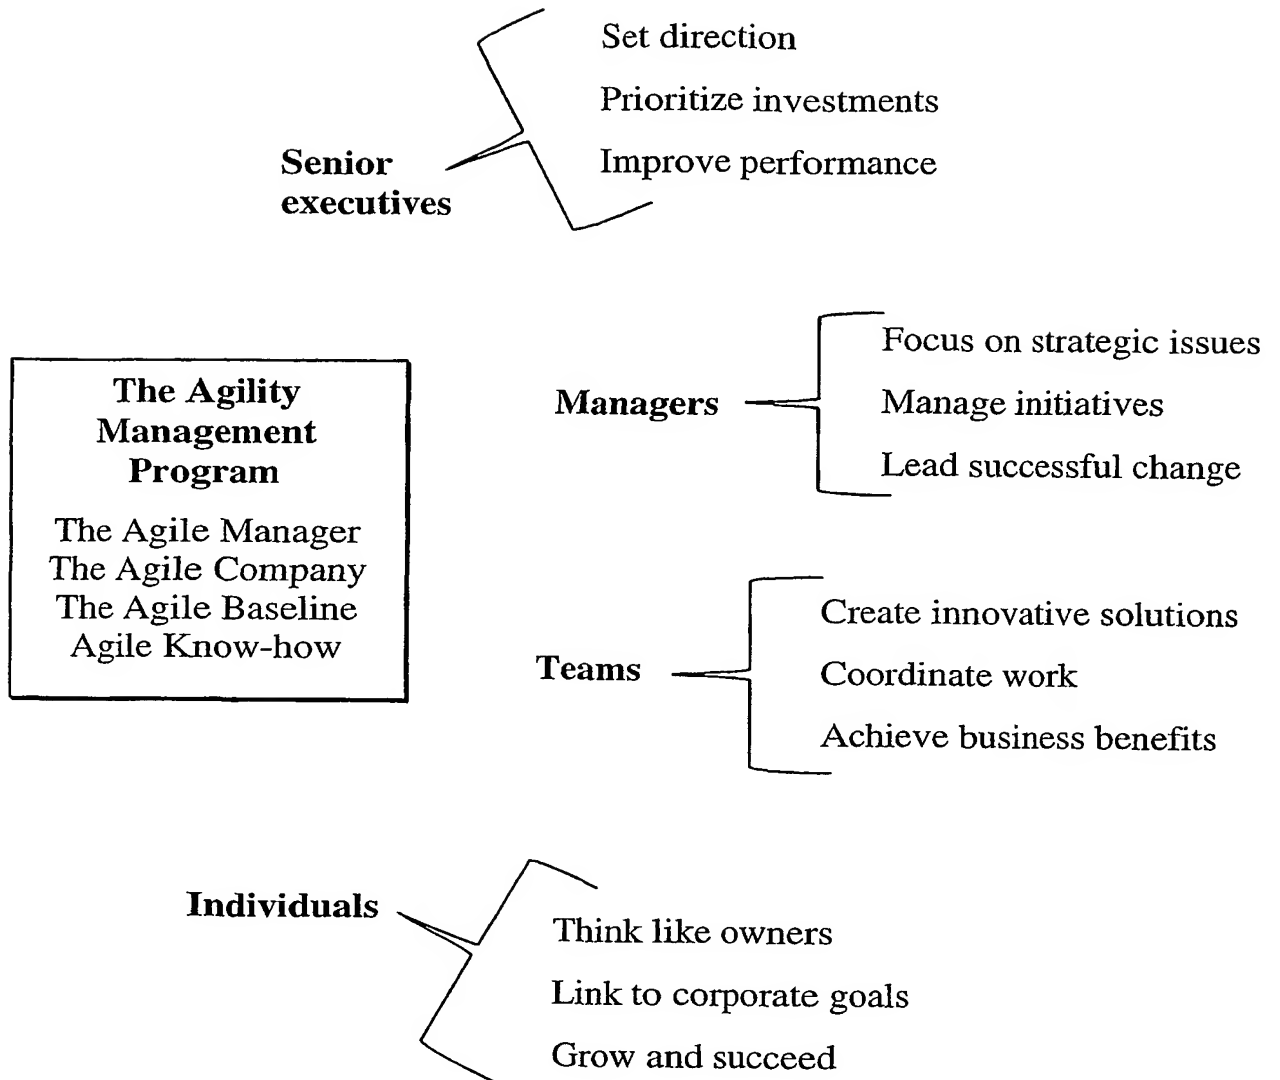 Set direction
Prioritize investments
Improve performance
Senior
executives
Focus on strategic issues
Managers
Manage initiatives
Lead successful change
The Agility
Management
Program
The Agile Manager
The Agile Company
The Agile Baseline
Agile Know-how
Create innovative solutions
Teams
Coordinate work
Achieve business benefits
Individuals
Think like owners
Link to corporate goals
Grow and succeed